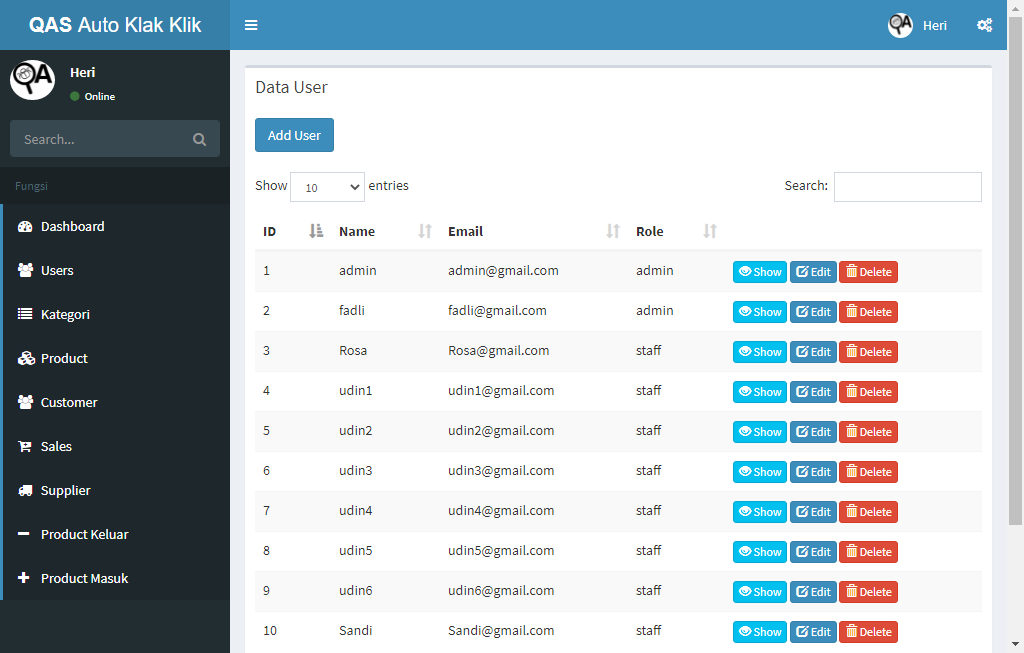 QAS Auto Klak Klik
Heri
Heri
Online
Search...
Fungsi
Dashboard
Users
Kategori
Product
Customer
Sales
Supplier
Product Keluar
Product Masuk
Data User
Add User
Show 10 entries
Search:
ID Name Email Role
1 admin admin@gmail.com admin Show Edit Delete
2 fadli fadli@gmail.com admin Show Edit Delete
3 Rosa Rosa@gmail.com staff Show Edit Delete
4 udin1 udin1@gmail.com staff Show Edit Delete
5 udin2 udin2@gmail.com staff Show Edit Delete
6 udin3 udin3@gmail.com staff Show Edit Delete
7 udin4 udin4@gmail.com staff Show Edit Delete
8 udin5 udin5@gmail.com staff Show Edit Delete
9 udin6 udin6@gmail.com staff Show Edit Delete
10 Sandi Sandi@gmail.com staff Show Edit Delete